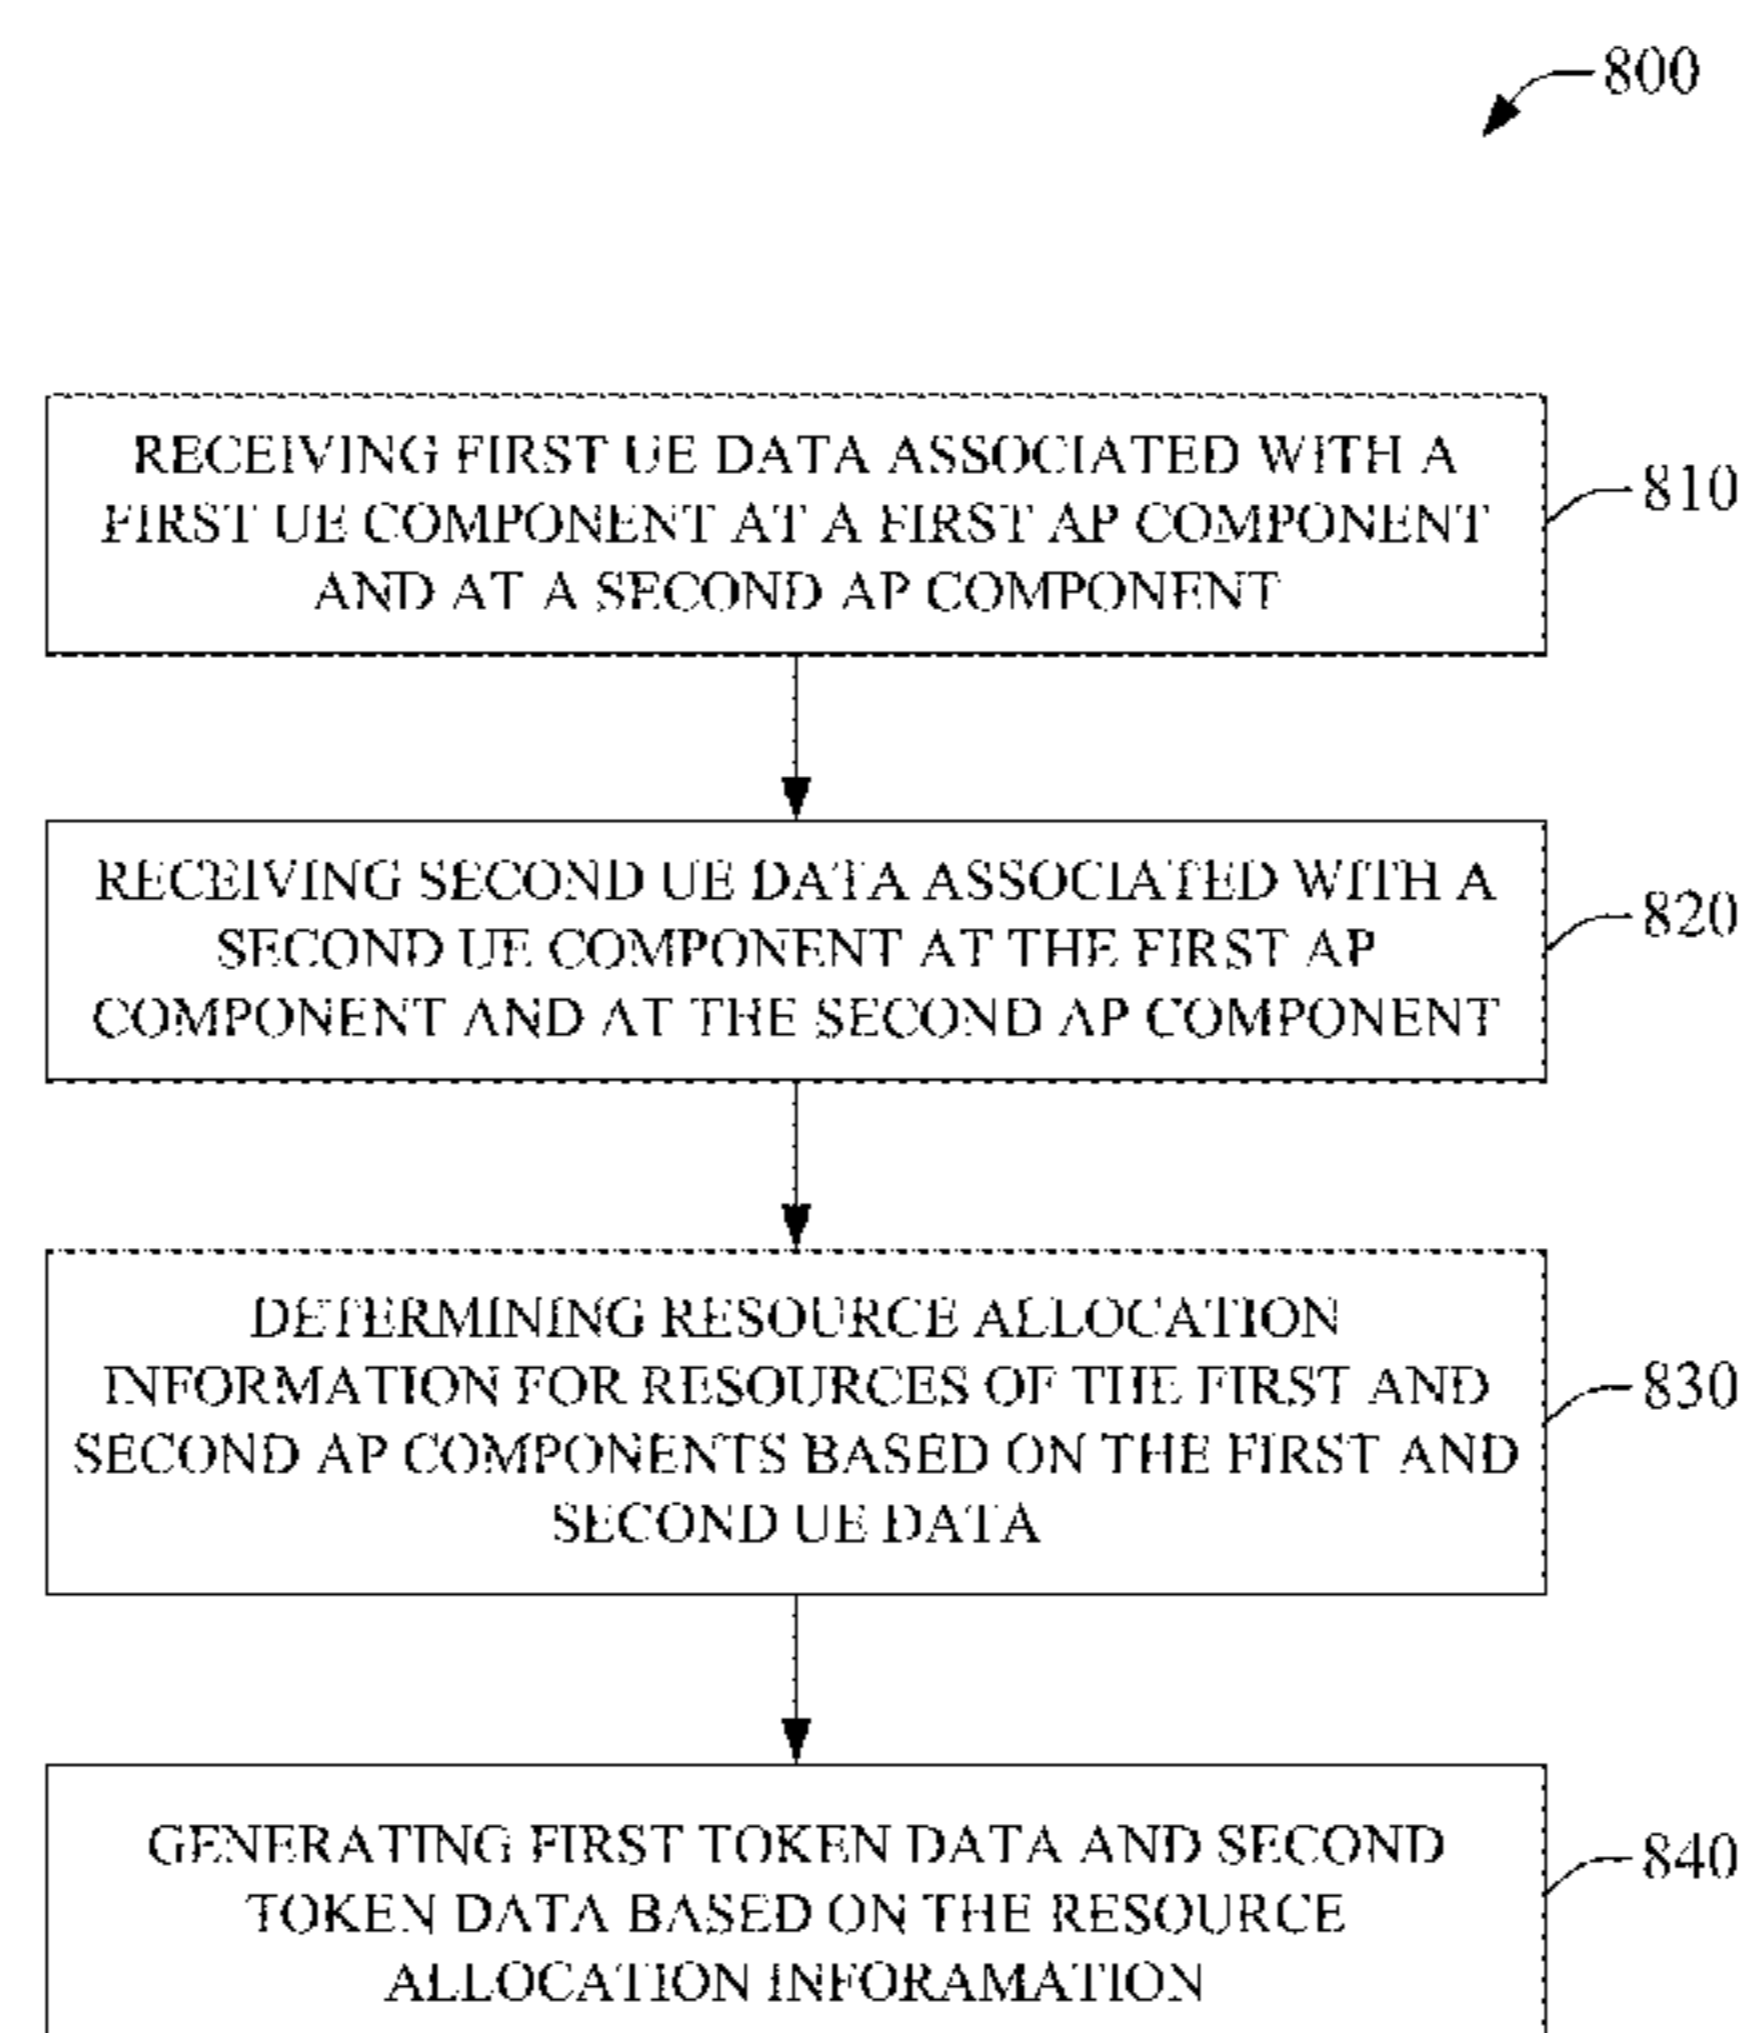 800
RECEIVING FIRST UE DATA ASSOCIATED WITH A
FIRST UE COMPONENT AT A FIRST AP COMPONENT
AND AT A SECOND AP COMPONENT
810
RECEIVING SECOND UE DATA ASSOCIATED WITH A
SECOND UE COMPONENT AT THE FIRST AP
COMPONENT AND AT THE SECOND AP COMPONENT
820
DETERMINING RESOURCE ALLOCATION
INFORMATION FOR RESOURCES OF THE FIRST AND
SECOND AP COMPONENTS BASED ON THE FIRST AND
SECOND UE DATA
830
GENERATING FIRST TOKEN DATA AND SECOND
TOKEN DATA BASED ON THE RESOURCE
ALLOCATION INFORAMATION
840